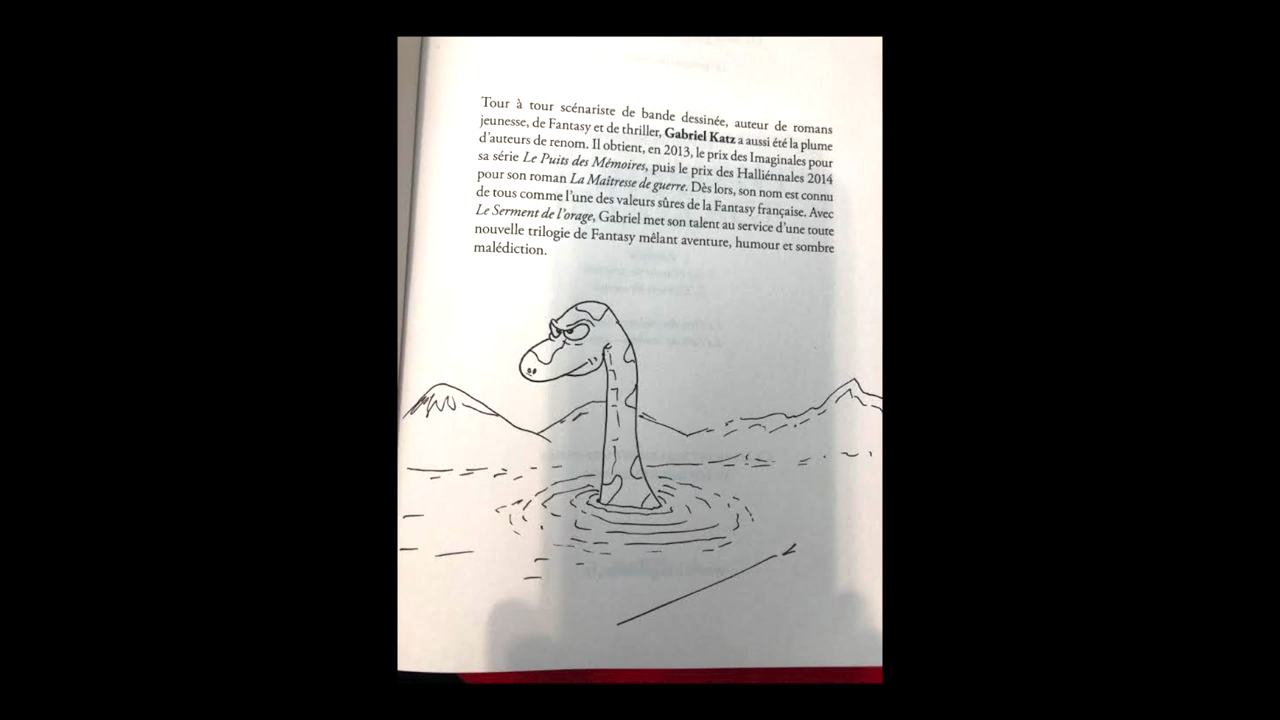 Tour à tour scénariste de bande dessinée, auteur de romans
jeunesse, de Fantasy et de thriller, Gabriel Katz a aussi été la plume
d'auteurs de renom. Il obtient, en 2013, le prix des Imaginales pour
sa série Le Puits des Mémoires, puis le prix des Halliénnales 2014
pour son roman La Maîtresse de guerre. Dès lors, son nom est connu
de tous comme l'une des valeurs sûres de la Fantasy française. Avec
Le Serment de l'orage, Gabriel met son talent au service d'une toute
nouvelle trilogie de Fantasy mêlant aventure, humour et sombre
malédiction.